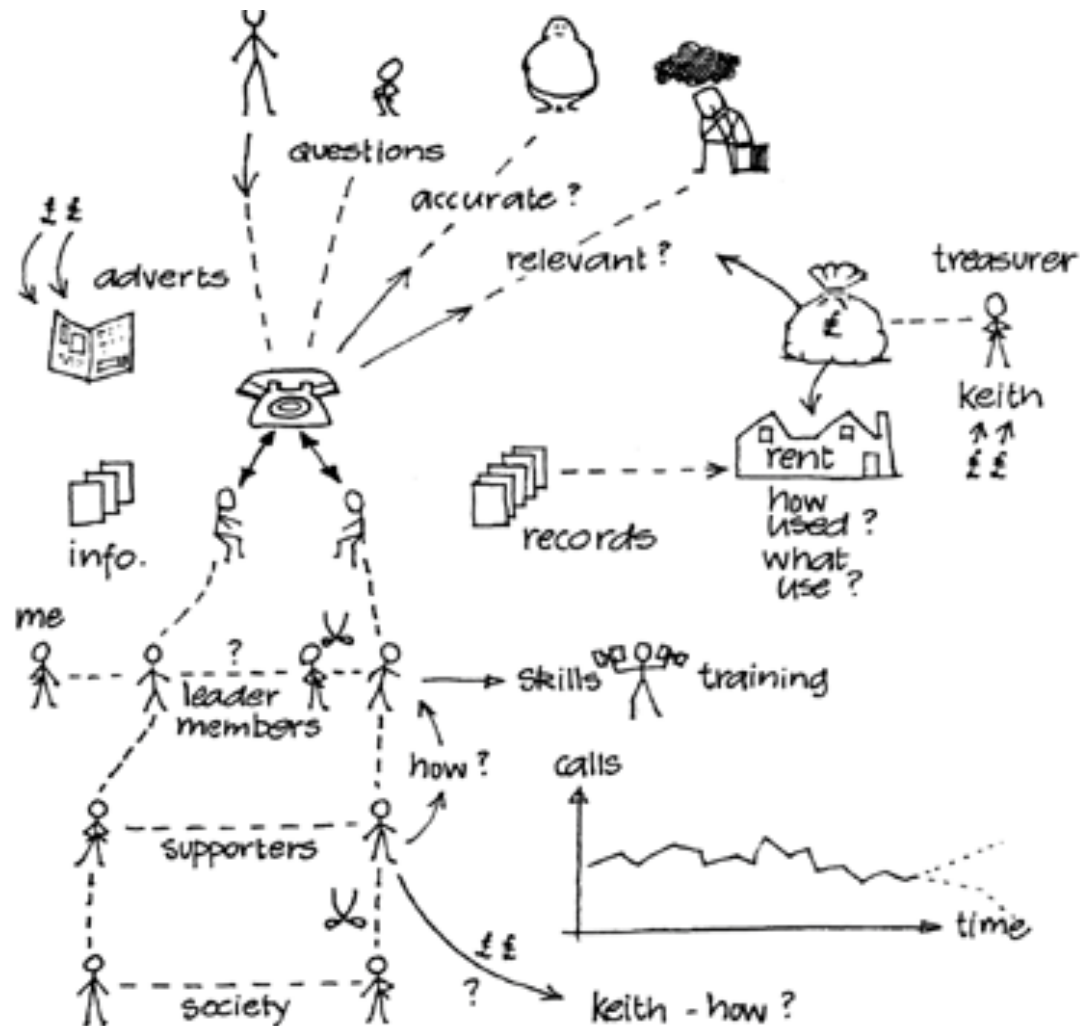 questions
accurate ?
relevant ?
£ £
adverts
treasurer
£
keith
£ £
rent
how
used ?
what
use ?
info.
records
me
?
leader
members
skills
training
how ?
calls
supporters
time
£ £
?
society
keith - how ?